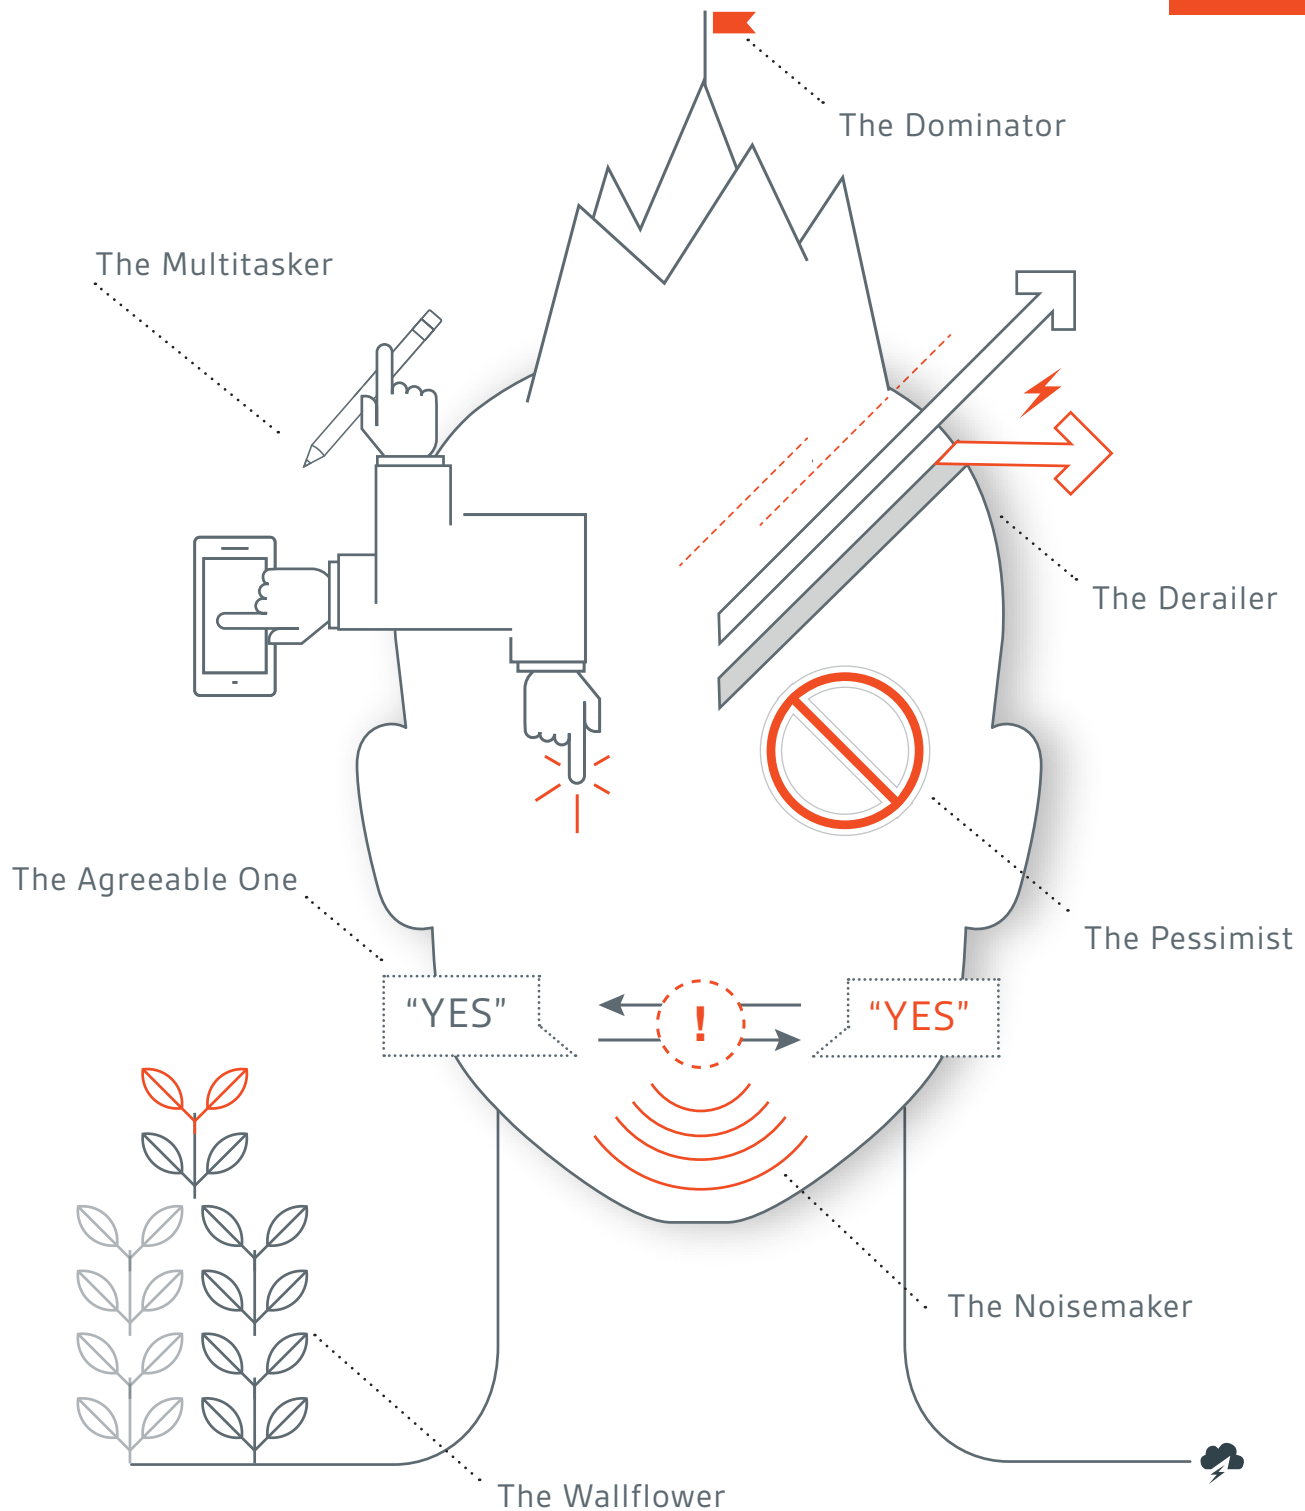 The Dominator
The Multitasker
The Derailer
The Agreeable One
The Pessimist
“YES”
!
“YES”
The Noisemaker
The Wallflower